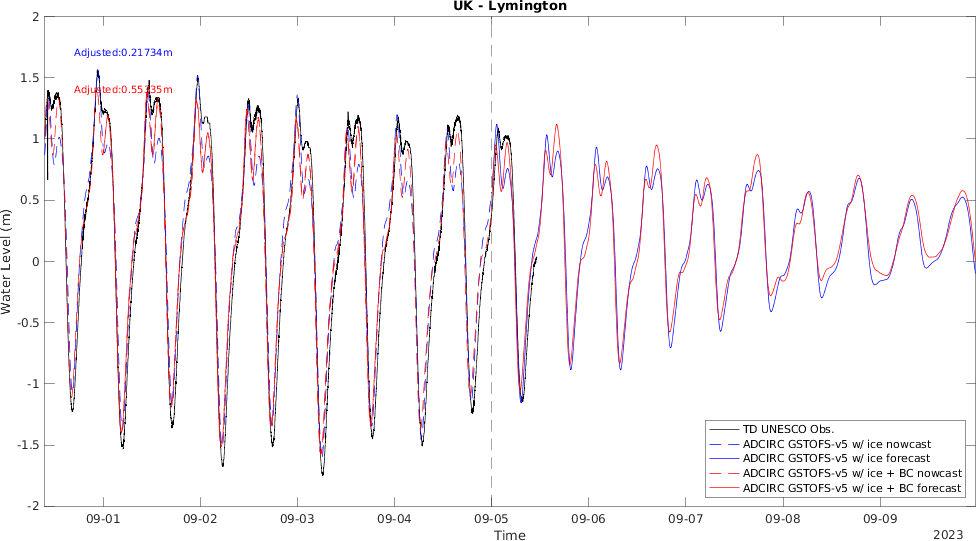 UK - Lymington
Adjusted:0.21734m
Adjusted:0.55335m
2
1.5
1
0.5
0
-0.5
-1
-1.5
-2
Water Level (m)
09-01 09-02 09-03 09-04 09-05 09-06 09-07 09-08 09-09
Time
2023
TD UNESCO Obs.
ADCIRC GSTOFS-v5 w/ ice nowcast
ADCIRC GSTOFS-v5 w/ ice forecast
ADCIRC GSTOFS-v5 w/ ice + BC nowcast
ADCIRC GSTOFS-v5 w/ ice + BC forecast